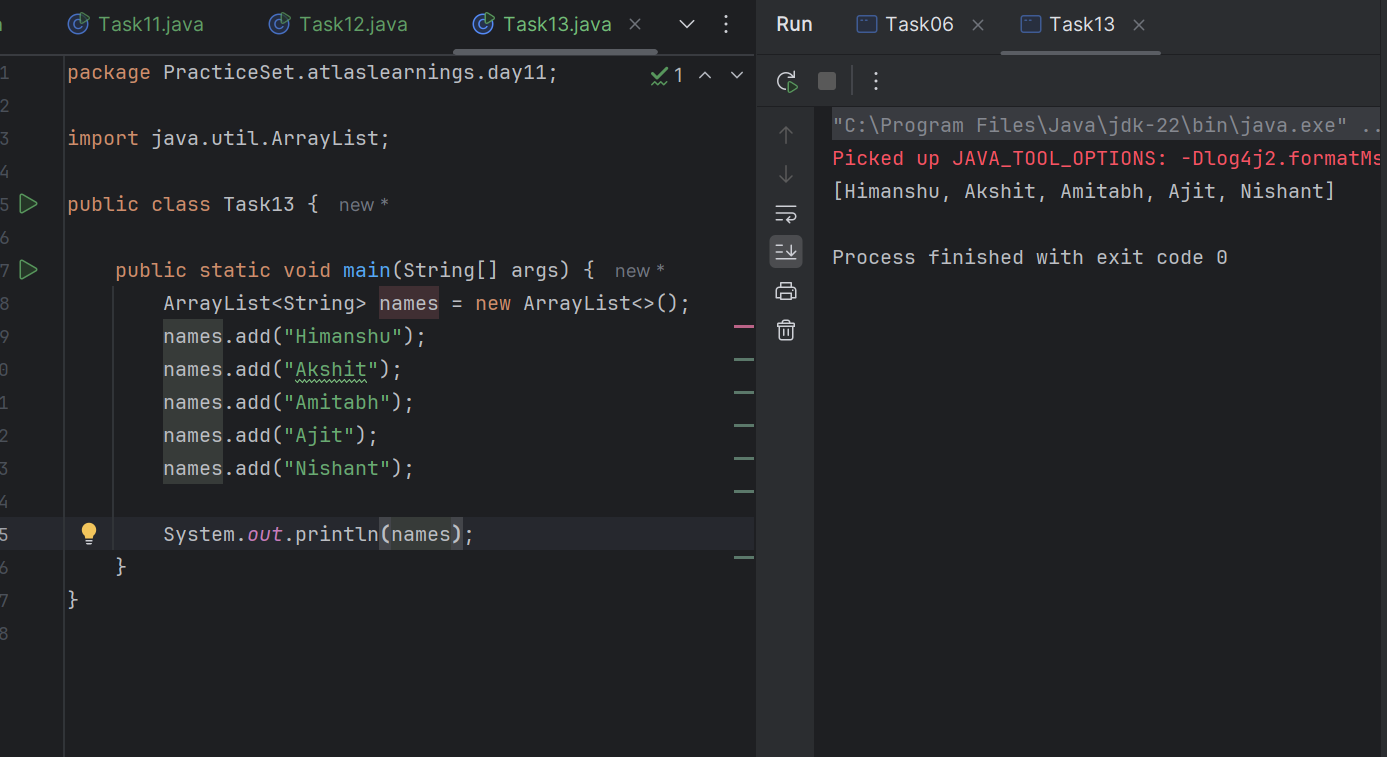 Task11.java Task12.java Task13.java
1 package PracticeSet.atlaslearnings.day11; 1
2
3 import java.util.ArrayList;
4
5 public class Task13 { new *
6
7 public static void main(String[] args) { new *
8 ArrayList<String> names = new ArrayList<>();
9 names.add("Himanshu");
0 names.add("Akshit");
1 names.add("Amitabh");
2 names.add("Ajit");
3 names.add("Nishant");
4
5 System.out.println(names);
6 }
7 }
8
Run Task06 Task13
"C:\Program Files\Java\jdk-22\bin\java.exe" ..
Picked up JAVA_TOOL_OPTIONS: -Dlog4j2.formatMs
[Himanshu, Akshit, Amitabh, Ajit, Nishant]
Process finished with exit code 0